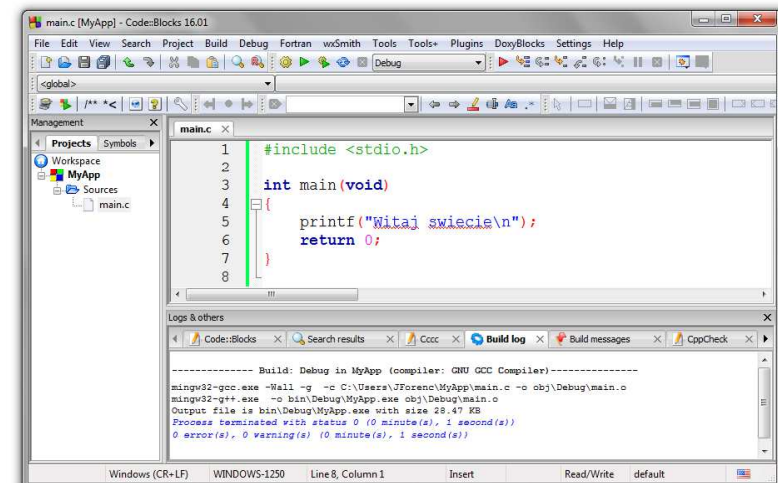 main.c [MyApp] - Code::Blocks 16.01
File Edit View Search Project Build Debug Fortran wxSmith Tools Tools+ Plugins DoxyBlocks Settings Help
Debug
<global>
/** *<
Management
Projects Symbols
Workspace
MyApp
Sources
main.c
main.c
1 #include <stdio.h>
2
3 int main(void)
4 {
5 printf("Witaj swiecie\n");
6 return 0;
7 }
8
Logs & others
Code::Blocks Search results Cccc Build log Build messages CppCheck
-------------- Build: Debug in MyApp (compiler: GNU GCC Compiler)---------------
mingw32-gcc.exe -Wall -g -c C:\Users\JForenc\MyApp\main.c -o obj\Debug\main.o
mingw32-g++.exe -o bin\Debug\MyApp.exe obj\Debug\main.o
Output file is bin\Debug\MyApp.exe with size 28.47 KB
Process terminated with status 0 (0 minute(s), 1 second(s))
0 error(s), 0 warning(s) (0 minute(s), 1 second(s))
Windows (CR+LF) WINDOWS-1250 Line 8, Column 1 Insert Read/Write default